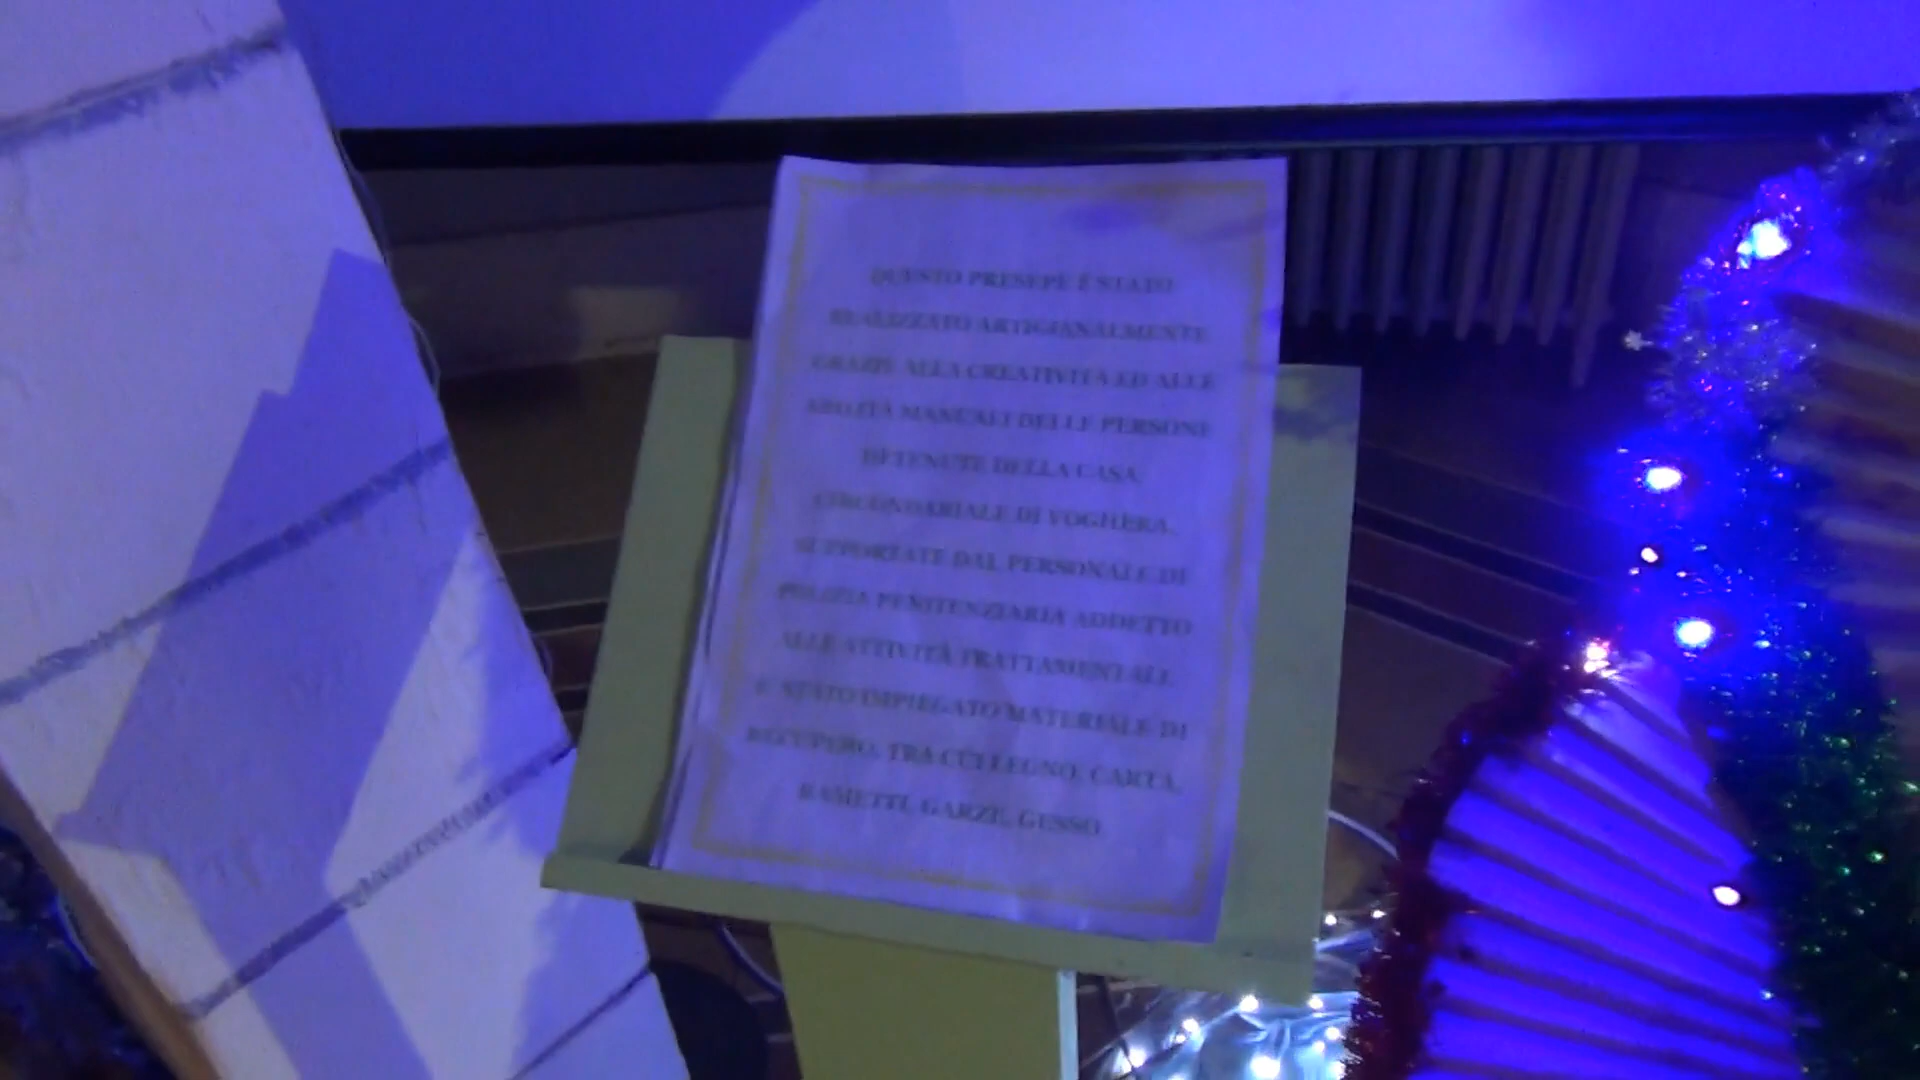 QUESTO PRESEPE È STATO
REALIZZATO ARTIGIANALMENTE
GRAZIE ALLA CREATIVITÀ ED ALLE
ABILITÀ MANUALI DELLE PERSONE
DETENUTE DELLA CASA
CIRCONDARIALE DI VOGHERA,
SUPPORTATE DAL PERSONALE DI
POLIZIA PENITENZIARIA ADDETTO
ALLE ATTIVITÀ TRATTAMENTALI.
E' STATO IMPIEGATO MATERIALE DI
RECUPERO, TRA CUI LEGNO, CARTA,
RAMETTI, GARZE, GESSO.